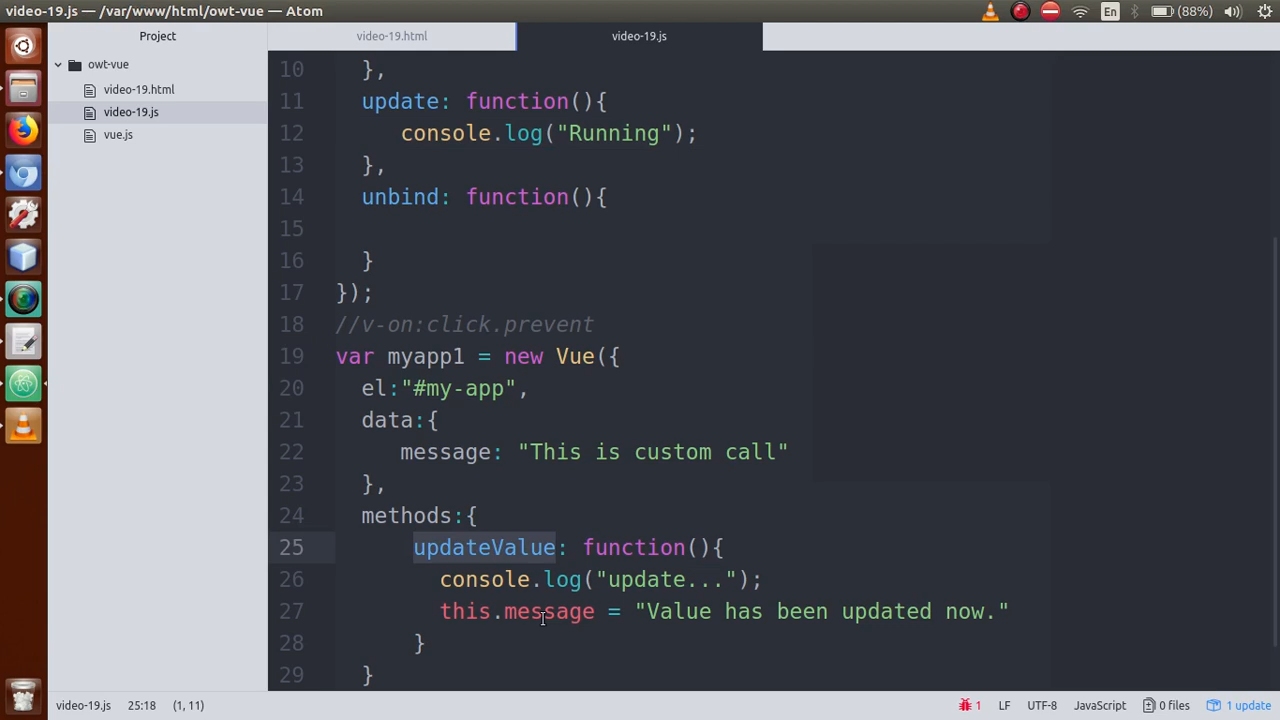 video-19.js — /var/www/html/owt-vue — Atom
En
(88%)
Project
video-19.html
video-19.js
owt-vue
video-19.html
video-19.js
vue.js
10 },
11 update: function(){
12 console.log("Running");
13 },
14 unbind: function(){
15
16 }
17 });
18 //v-on:click.prevent
19 var myapp1 = new Vue({
20 el:"#my-app",
21 data:{
22 message: "This is custom call"
23 },
24 methods:{
25 updateValue: function(){
26 console.log("update...");
27 this.message = "Value has been updated now."
28 }
29 }
video-19.js 25:18 (1, 11)
1 LF UTF-8 JavaScript 0 files 1 update